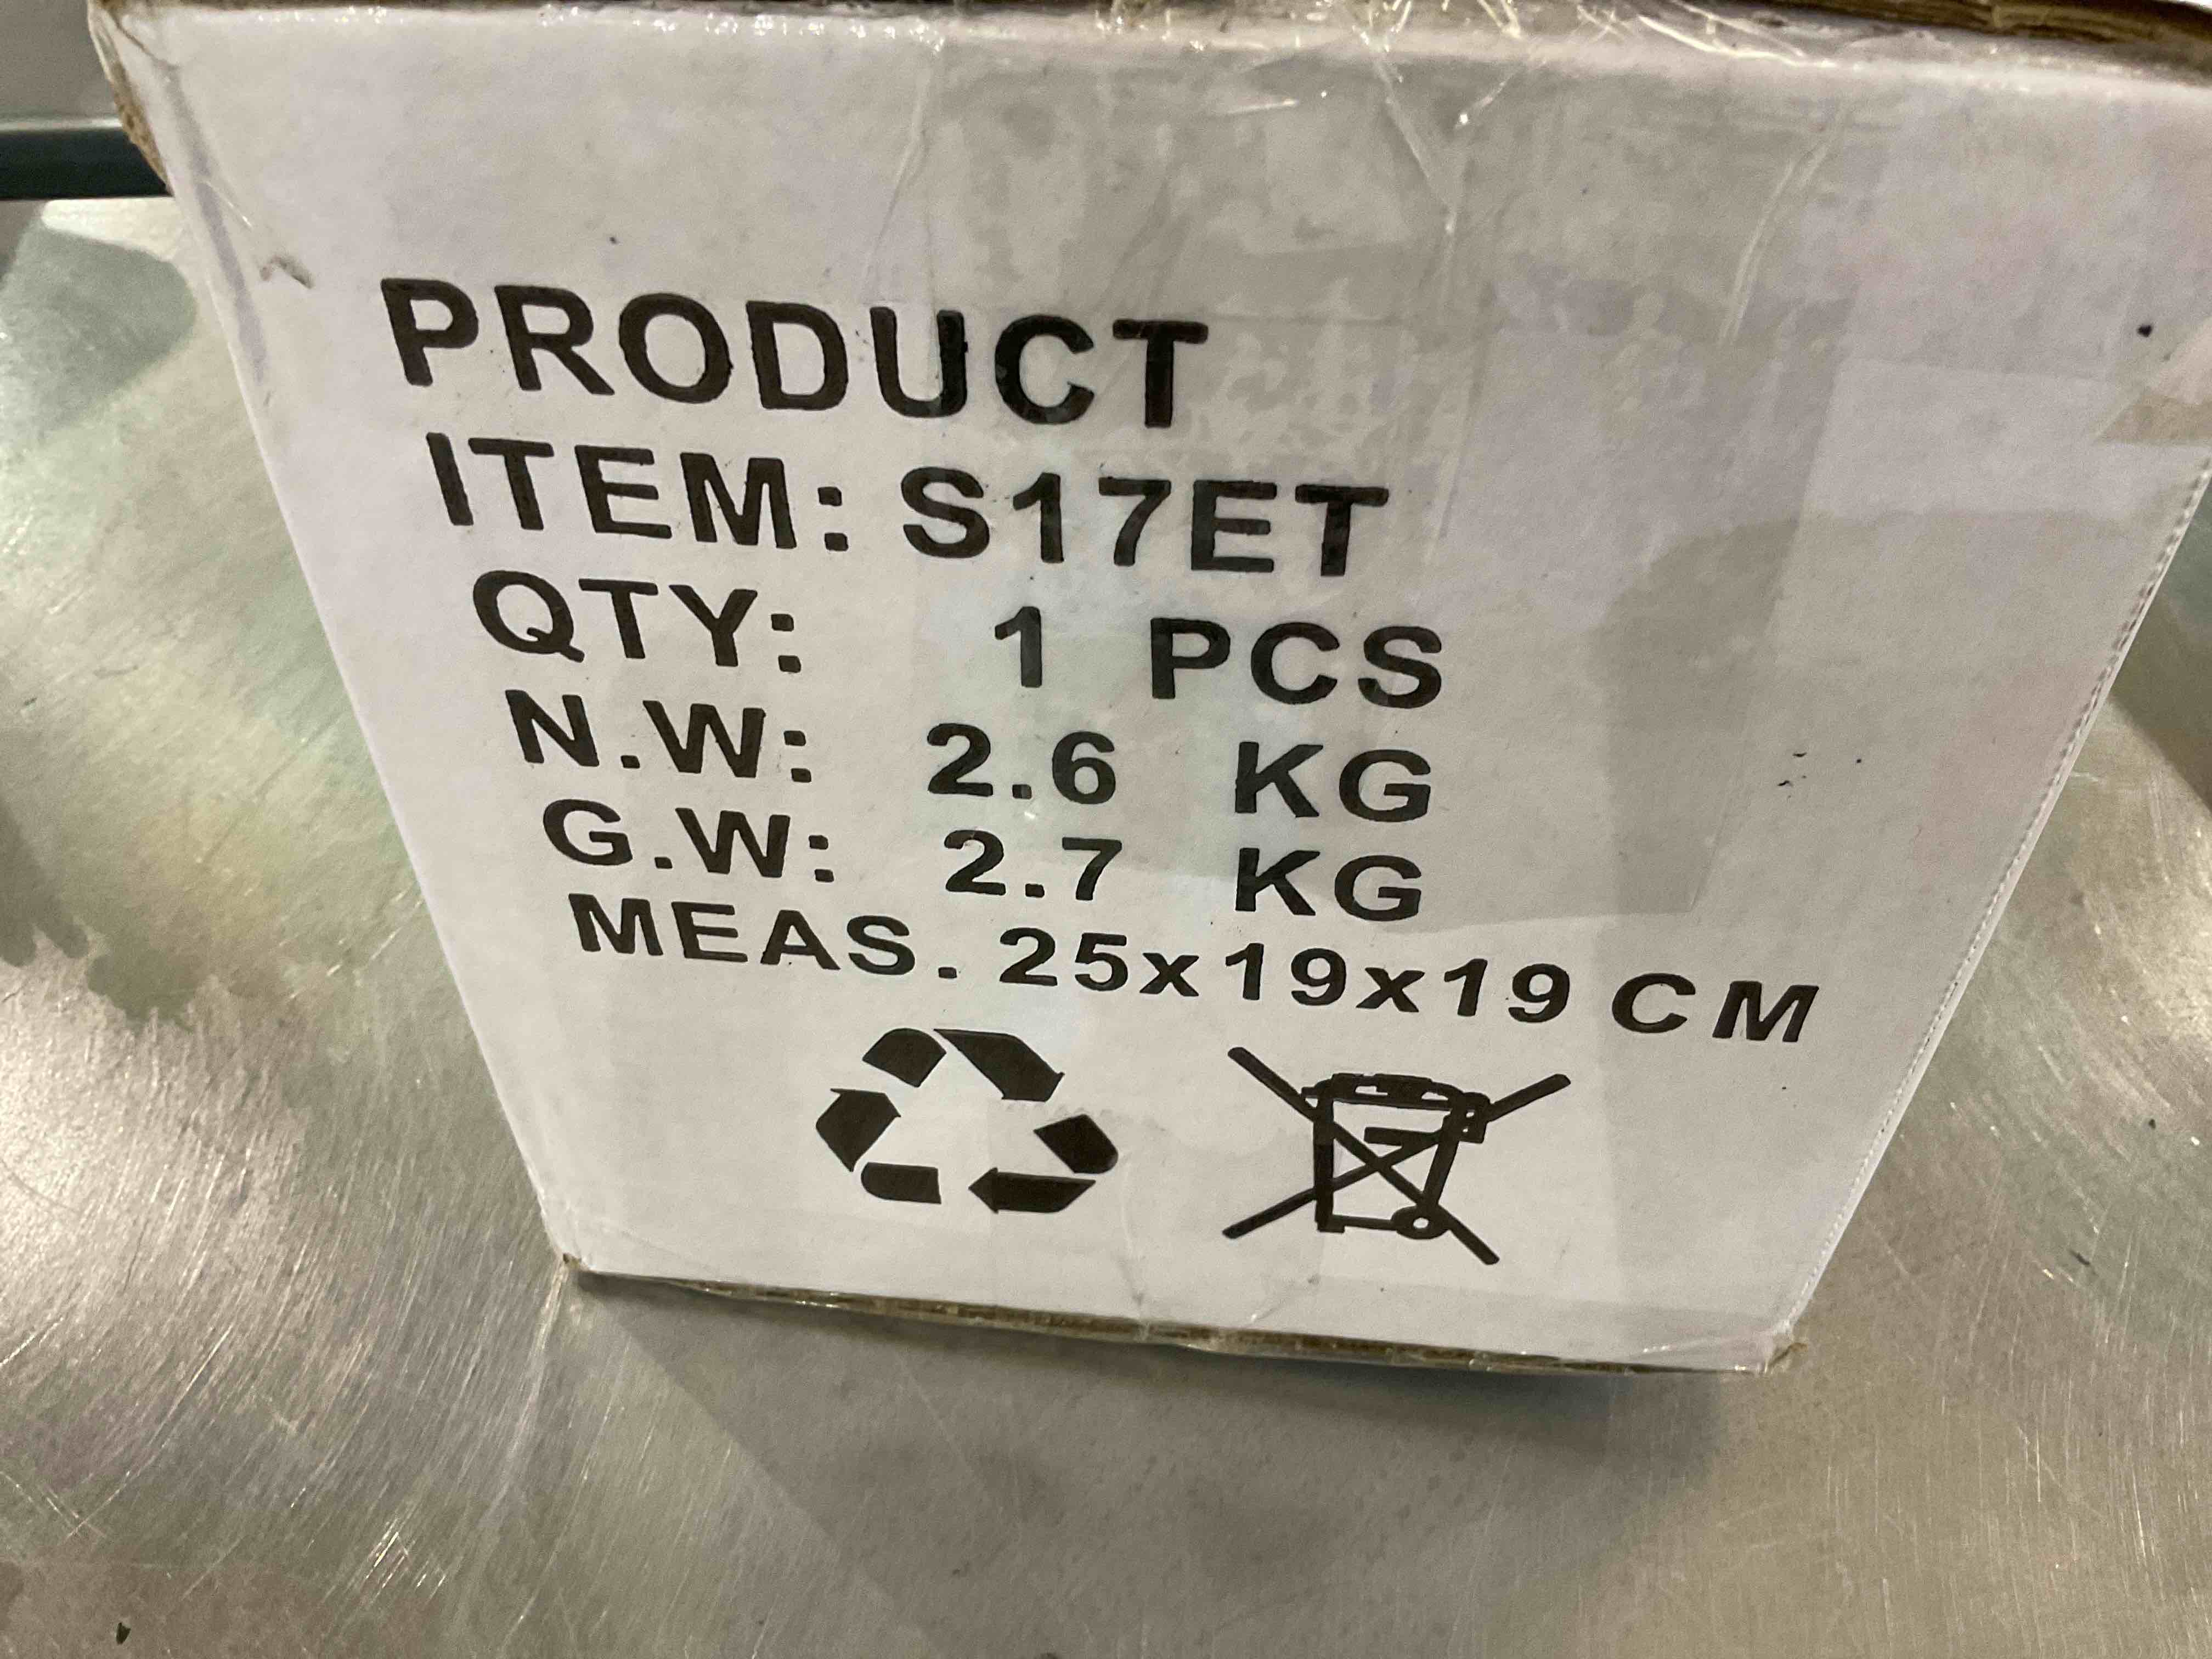 PRODUCT
ITEM: S17ET
QTY: 1 PCS
N.W: 2.6 KG
G.W: 2.7 KG
MEAS. 25x19x19 CM